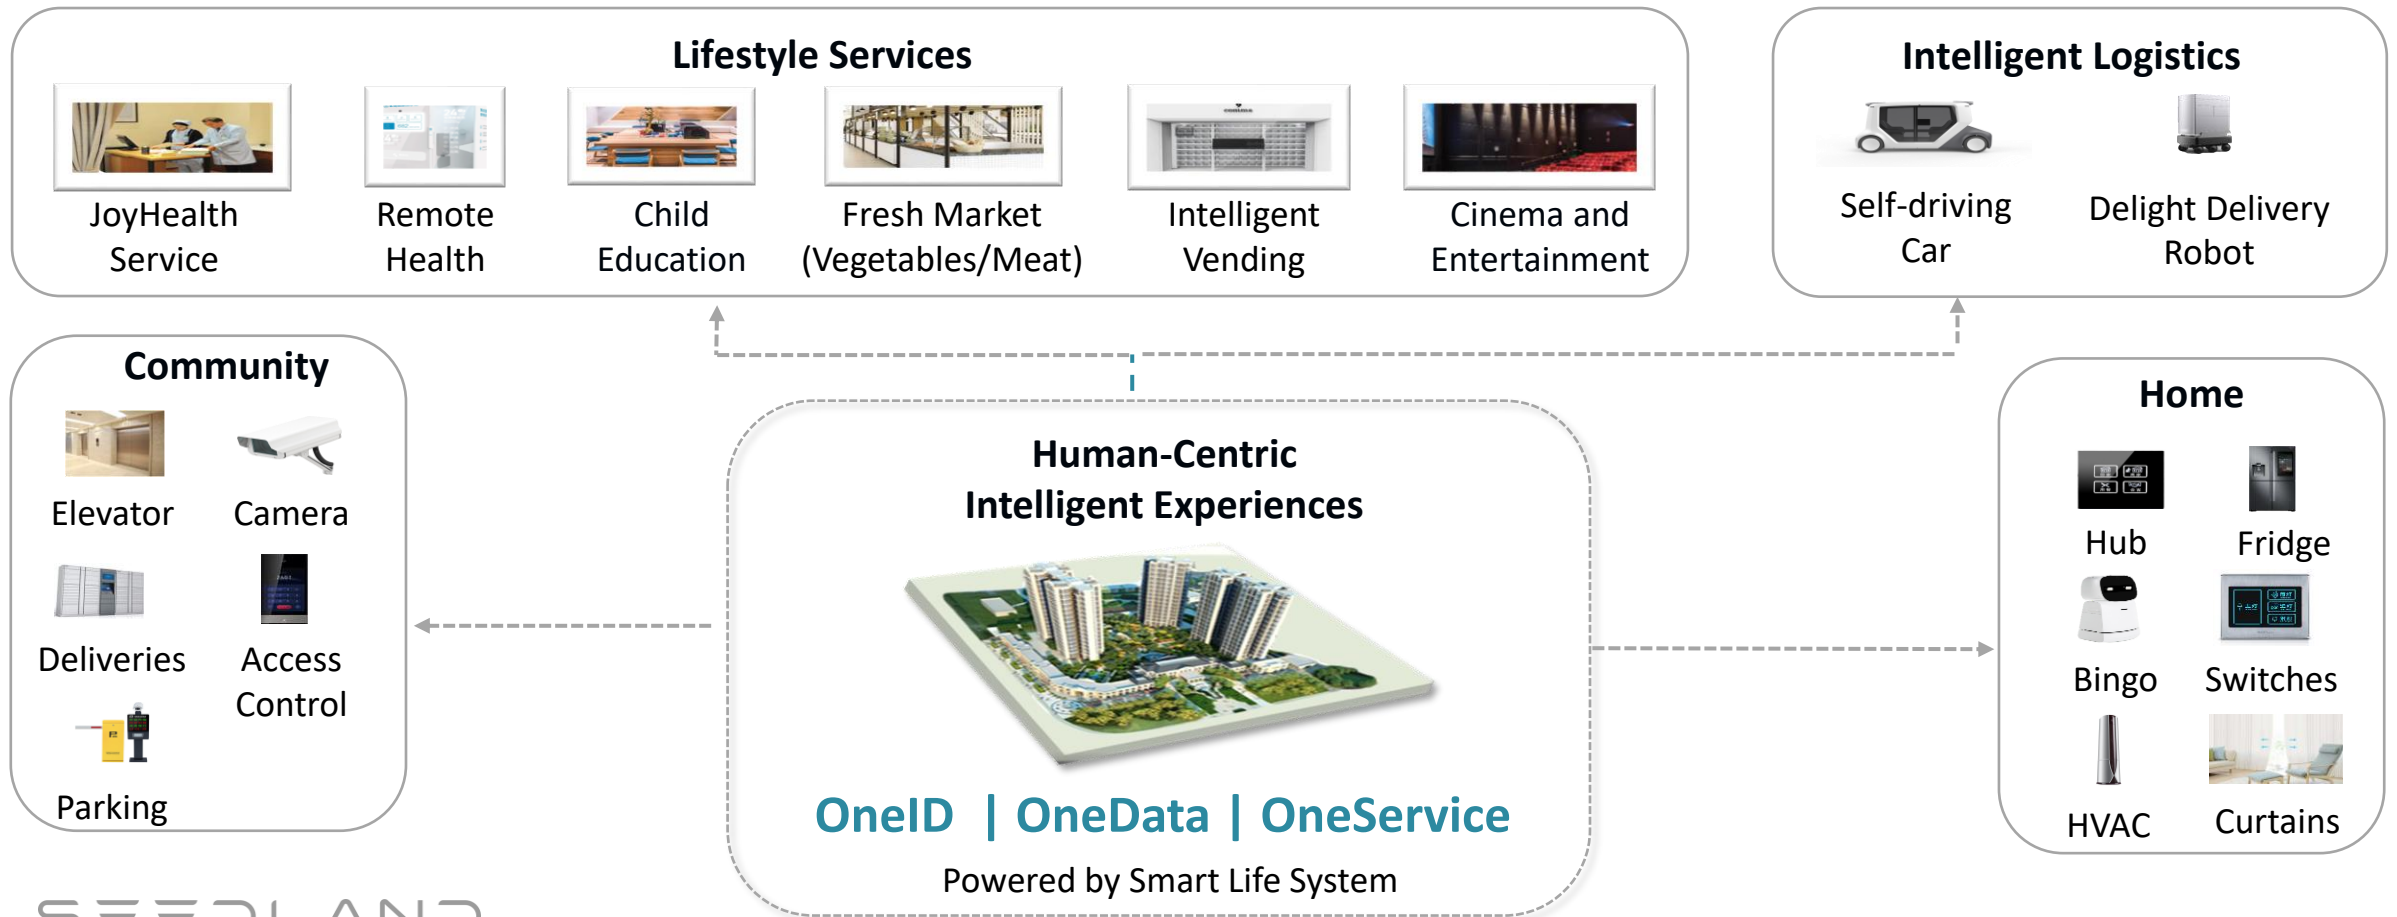 Lifestyle Services
JoyHealth
Service
Remote
Health
Child
Education
Fresh Market
(Vegetables/Meat)
Intelligent
Vending
Cinema and
Entertainment
Intelligent Logistics
Self-driving
Car
Delight Delivery
Robot
Community
Elevator
Camera
Deliveries
Access
Control
Parking
Human-Centric
Intelligent Experiences
OneID | OneData | OneService
Powered by Smart Life System
Home
Hub
Fridge
Bingo
Switches
HVAC
Curtains
SEEDLAND